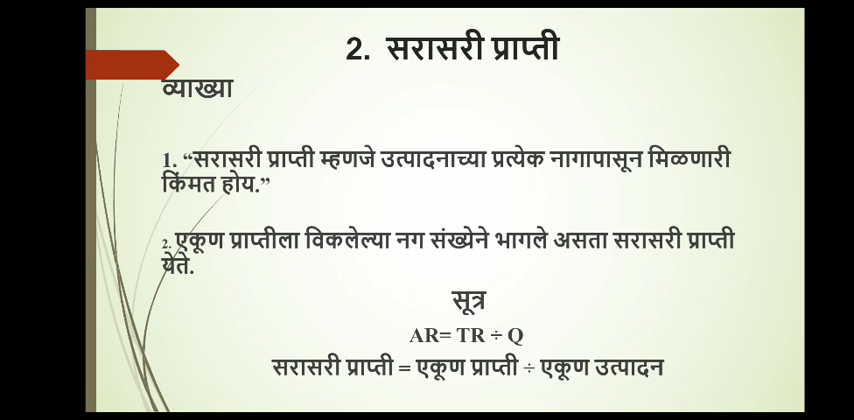 2. सरासरी प्राप्ती
व्याख्या
1. “सरासरी प्राप्ती म्हणजे उत्पादनाच्या प्रत्येक नागापासून मिळणारी
किंमत होय.”
2. एकूण प्राप्तीला विकलेल्या नग संख्येने भागले असता सरासरी प्राप्ती
येते.
सूत्र
AR= TR ÷ Q
सरासरी प्राप्ती = एकूण प्राप्ती ÷ एकूण उत्पादन